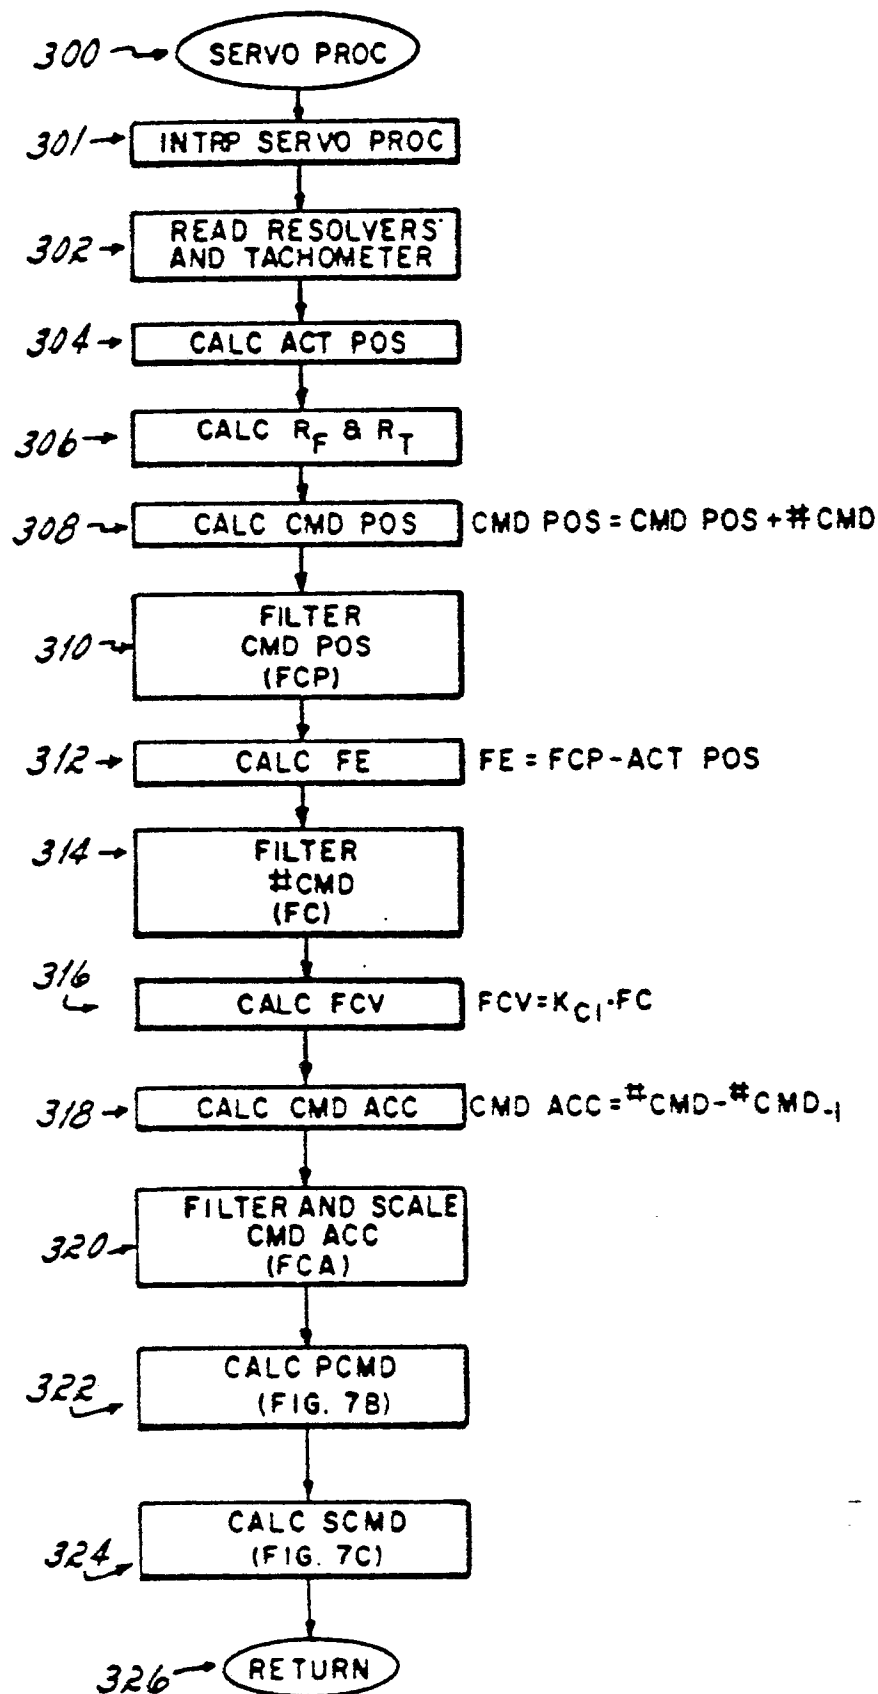 300 SERVO PROC
301 INTRP SERVO PROC
302 READ RESOLVERS
AND TACHOMETER
304 CALC ACT POS
306 CALC R_F & R_T
308 CALC CMD POS CMD POS = CMD POS + #CMD
310 FILTER
CMD POS
(FCP)
312 CALC FE FE = FCP - ACT POS
314 FILTER
#CMD
(FC)
316 CALC FCV FCV = K_C1 · FC
318 CALC CMD ACC CMD ACC = #CMD - #CMD_-1
320 FILTER AND SCALE
CMD ACC
(FCA)
322 CALC PCMD
(FIG. 7B)
324 CALC SCMD
(FIG. 7C)
326 RETURN